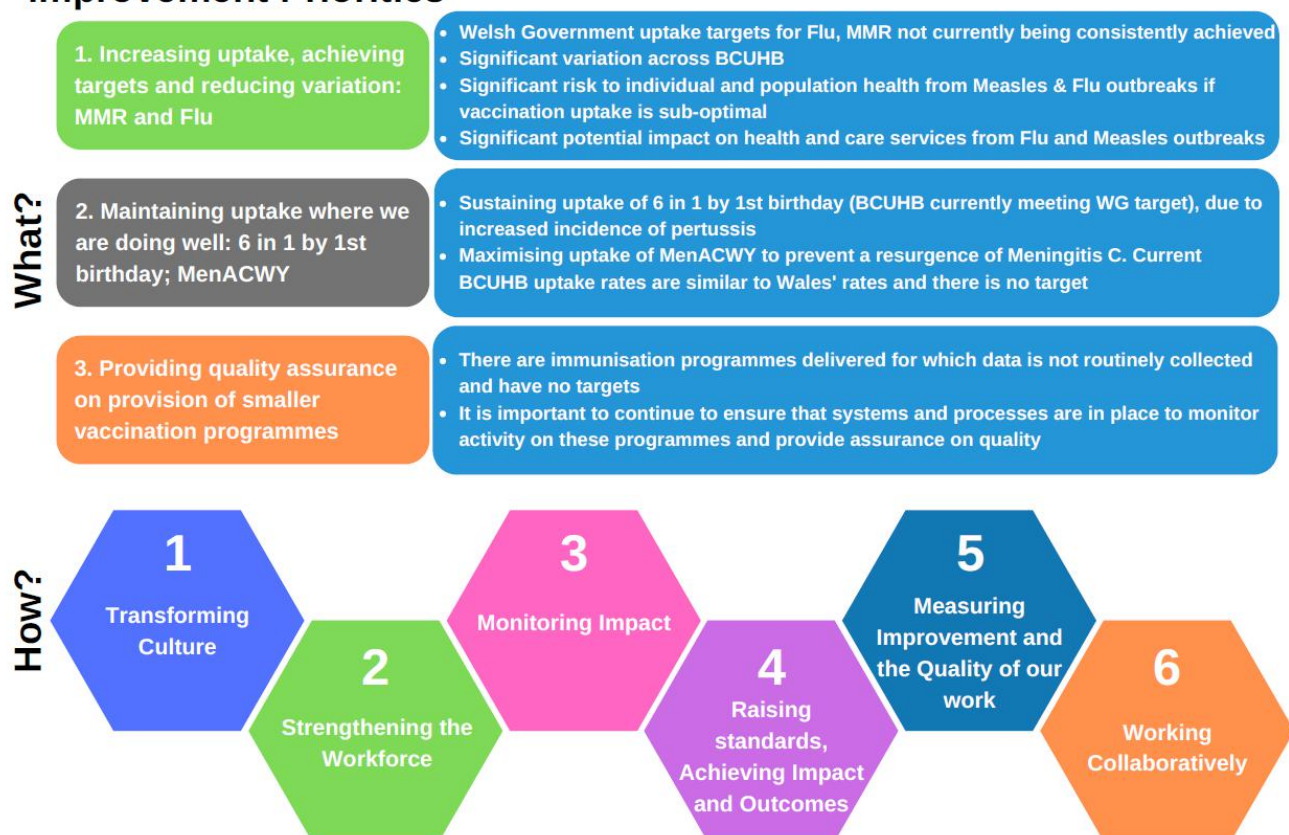 Improvement Priorities
What?
1. Increasing uptake, achieving
targets and reducing variation:
MMR and Flu
• Welsh Government uptake targets for Flu, MMR not currently being consistently achieved
• Significant variation across BCUHB
• Significant risk to individual and population health from Measles & Flu outbreaks if
vaccination uptake is sub-optimal
• Significant potential impact on health and care services from Flu and Measles outbreaks
2. Maintaining uptake where we
are doing well: 6 in 1 by 1st
birthday; MenACWY
• Sustaining uptake of 6 in 1 by 1st birthday (BCUHB currently meeting WG target), due to
increased incidence of pertussis
• Maximising uptake of MenACWY to prevent a resurgence of Meningitis C. Current
BCUHB uptake rates are similar to Wales' rates and there is no target
3. Providing quality assurance
on provision of smaller
vaccination programmes
• There are immunisation programmes delivered for which data is not routinely collected
and have no targets
• It is important to continue to ensure that systems and processes are in place to monitor
activity on these programmes and provide assurance on quality
How?
1
Transforming
Culture
2
Strengthening the
Workforce
3
Monitoring Impact
4
Raising
standards,
Achieving Impact
and Outcomes
5
Measuring
Improvement and
the Quality of our
work
6
Working
Collaboratively